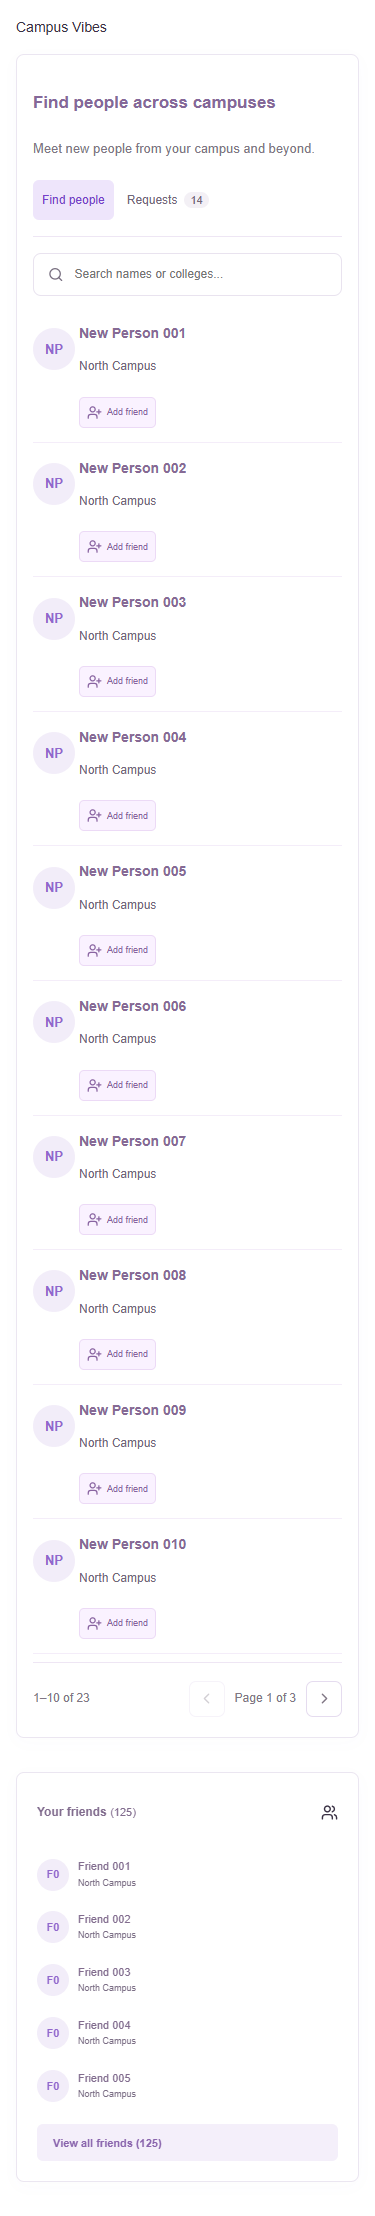 Campus Vibes
Find people across campuses
Meet new people from your campus and beyond.
Find people
Requests 14
Search names or colleges...
NP
New Person 001
North Campus
Add friend
NP
New Person 002
North Campus
Add friend
NP
New Person 003
North Campus
Add friend
NP
New Person 004
North Campus
Add friend
NP
New Person 005
North Campus
Add friend
NP
New Person 006
North Campus
Add friend
NP
New Person 007
North Campus
Add friend
NP
New Person 008
North Campus
Add friend
NP
New Person 009
North Campus
Add friend
NP
New Person 010
North Campus
Add friend
1–10 of 23
Page 1 of 3
Your friends (125)
F0
Friend 001
North Campus
F0
Friend 002
North Campus
F0
Friend 003
North Campus
F0
Friend 004
North Campus
F0
Friend 005
North Campus
View all friends (125)